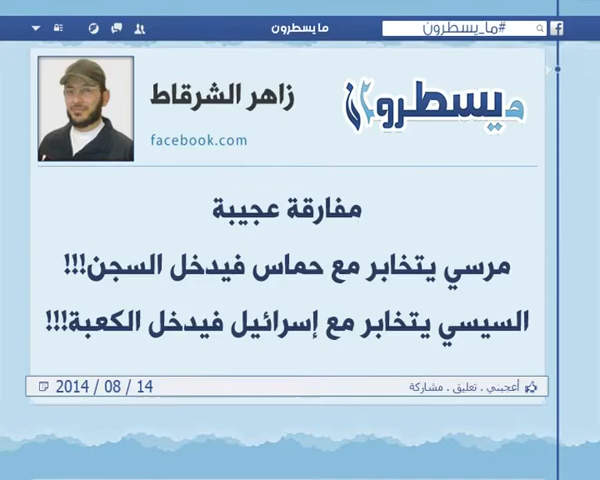 ما يسطرون
#ما_يسطرون
ما يسطرون
زاهر الشرقاط
facebook.com
مفارقة عجيبة
مرسي يتخابر مع حماس فيدخل السجن!!!
السيسي يتخابر مع إسرائيل فيدخل الكعبة!!!
أعجبني . تعليق . مشاركة
2014 / 08 / 14